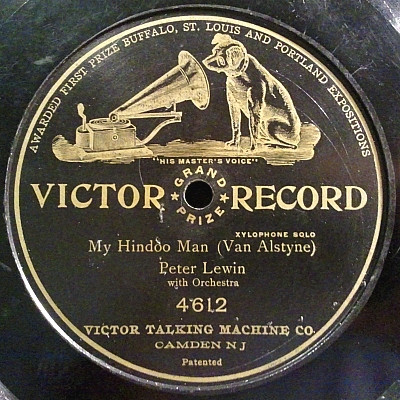 AWARDED FIRST PRIZE BUFFALO, ST. LOUIS AND PORTLAND EXPOSITIONS
"HIS MASTER'S VOICE"
VICTOR GRAND PRIZE RECORD
XYLOPHONE SOLO
My Hindoo Man (Van Alstyne)
Peter Lewin
with Orchestra
4612
VICTOR TALKING MACHINE CO.
CAMDEN N J
Patented